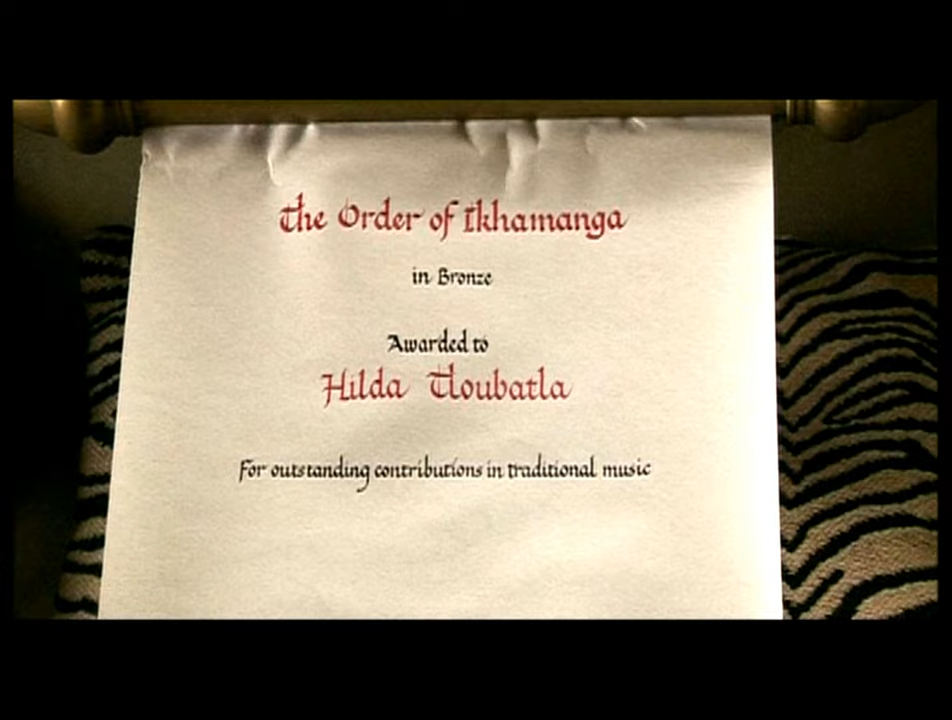 The Order of Ikhamanga
in Bronze
Awarded to
Hilda Tloubatla
For outstanding contributions in traditional music